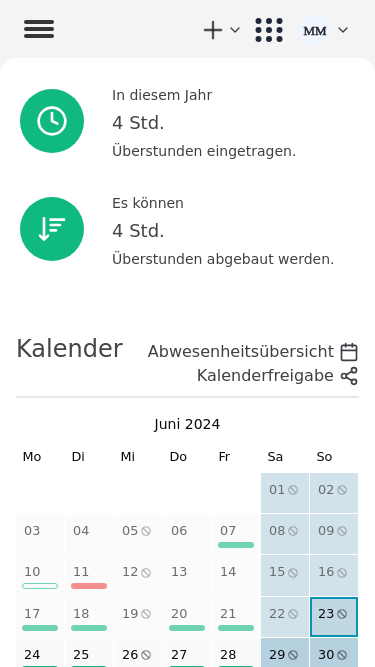 MM
In diesem Jahr
4 Std.
Überstunden eingetragen.
Es können
4 Std.
Überstunden abgebaut werden.
Kalender
Abwesenheitsübersicht
Kalenderfreigabe
Juni 2024
Mo Di Mi Do Fr Sa So
01 02
03 04 05 06 07 08 09
10 11 12 13 14 15 16
17 18 19 20 21 22 23
24 25 26 27 28 29 30